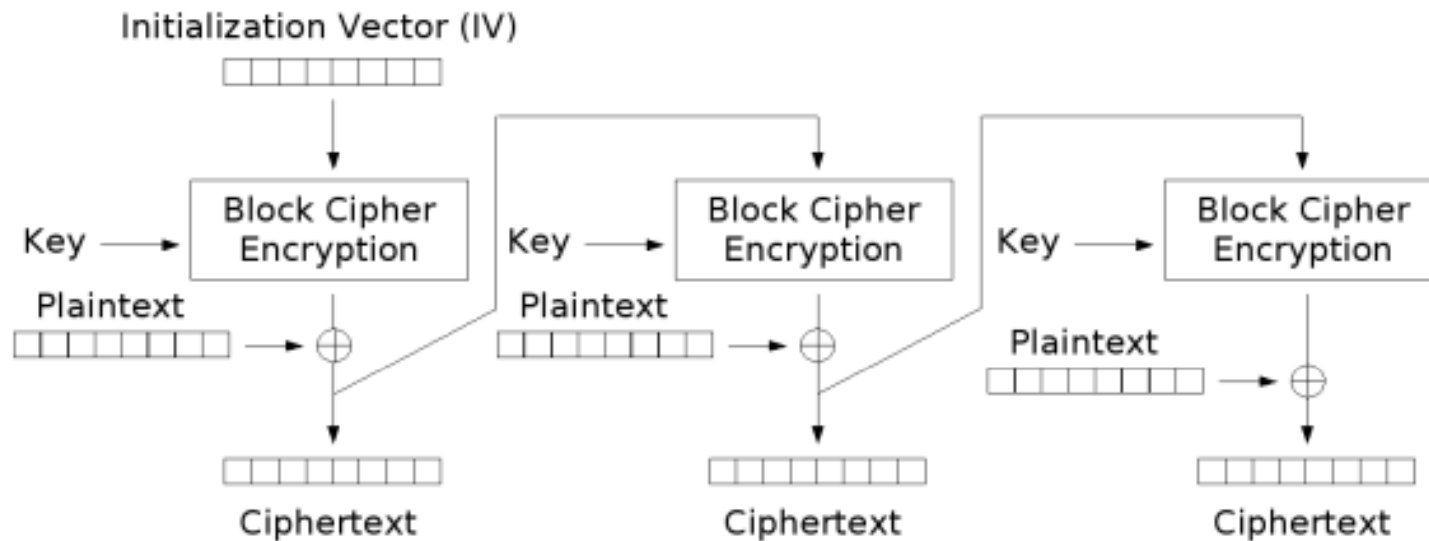 Initialization Vector (IV)
Block Cipher
Encryption
Key
Plaintext
Ciphertext
Block Cipher
Encryption
Key
Plaintext
Ciphertext
Block Cipher
Encryption
Key
Plaintext
Ciphertext